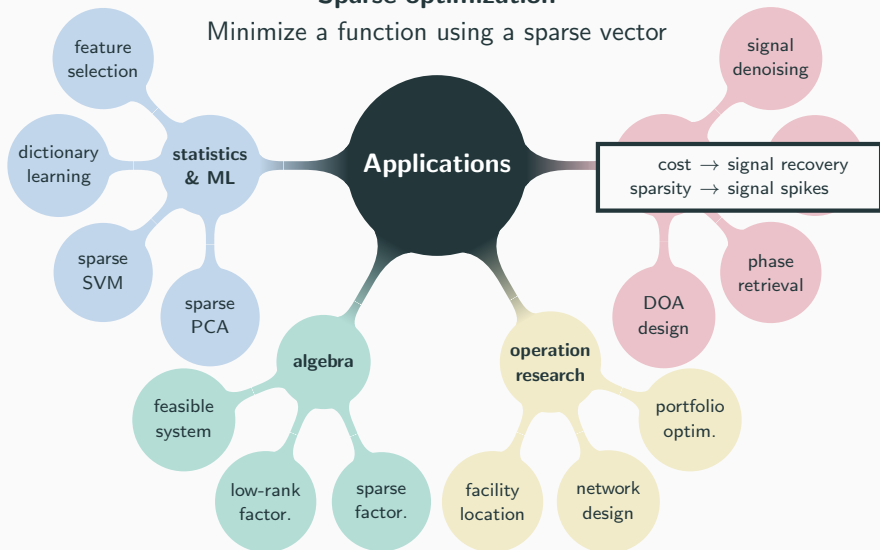 Sparse optimization
Minimize a function using a sparse vector
feature
selection
signal
denoising
dictionary
learning
statistics
& ML
Applications
cost → signal recovery
sparsity → signal spikes
sparse
SVM
phase
retrieval
sparse
PCA
DOA
design
algebra
operation
research
feasible
system
portfolio
optim.
low-rank
factor.
sparse
factor.
facility
location
network
design